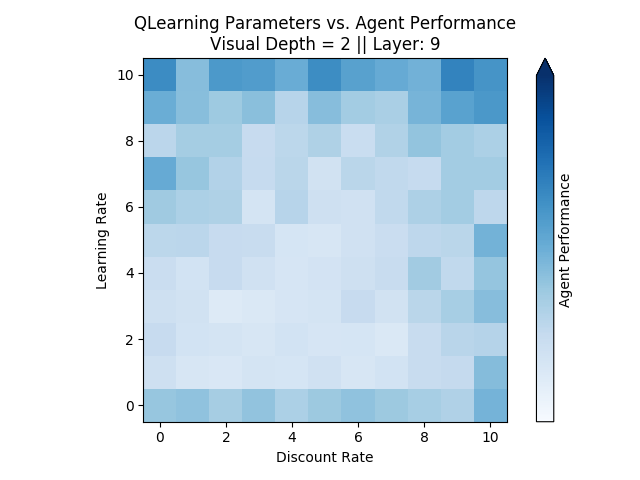 QLearning Parameters vs. Agent Performance
Visual Depth = 2 || Layer: 9
10
8
6
4
2
0
Learning Rate
0 2 4 6 8 10
Discount Rate
Agent Performance